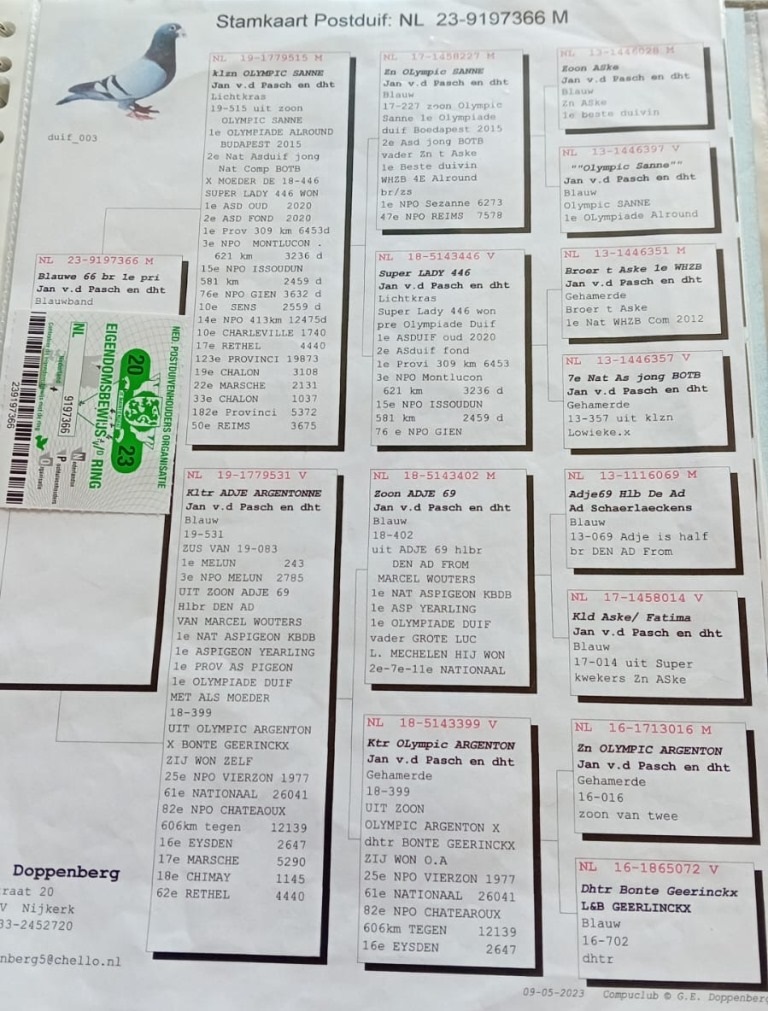 Stamkaart Postduif: NL 23-9197366 M
duif_003
NL 23-9197366 M
Blauwe 66 br 1e pri
Jan v.d Pasch en dht
Blauwband
NED. POSTDUIVENHOUDERS ORGANISATIE
20
23
EIGENDOMSBEWIJS v/d RING
NL
9197366
239197366
NL 19-1779515 M
klzn OLYMPIC SANNE
Jan v.d Pasch en dht
Lichtkras
19-515 uit zoon
OLYMPIC SANNE
1e OLYMPIADE ALROUND
BUDAPEST 2015
2e Nat Asduif jong
Nat Comp BOTB
X MOEDER DE 18-446
SUPER LADY 446 WON
1e ASD OUD 2020
2e ASD FOND 2020
1e Prov 309 km 6453d
3e NPO MONTLUCON .
621 km 3236 d
15e NPO ISSOUDUN
581 km 2459 d
76e NPO GIEN 3632 d
10e SENS 2559 d
14e NPO 413km 12475d
10e CHARLEVILLE 1740
17e RETHEL 4440
123e PROVINCI 19873
19e CHALON 3108
22e MARSCHE 2131
33e CHALON 1037
182e Provinci 5372
50e REIMS 3675
NL 19-1779531 V
Kltr ADJE ARGENTONNE
Jan v.d Pasch en dht
Blauw
19-531
ZUS VAN 19-083
1e MELUN 243
3e NPO MELUN 2785
UIT ZOON ADJE 69
Hlbr DEN AD
VAN MARCEL WOUTERS
1e NAT ASPIGEON KBDB
1e ASPIGEON YEARLING
1e PROV AS PIGEON
1e OLYMPIADE DUIF
MET ALS MOEDER
18-399
UIT OLYMPIC ARGENTON
X BONTE GEERINCKX
ZIJ WON ZELF
25e NPO VIERZON 1977
61e NATIONAAL 26041
82e NPO CHATEAOUX
606km tegen 12139
16e EYSDEN 2647
17e MARSCHE 5290
18e CHIMAY 1145
62e RETHEL 4440
NL 17-1458227 M
Zn OLympic SANNE
Jan v.d Pasch en dht
Blauw
17-227 zoon Olympic
Sanne 1e Olympiade
duif Boedapest 2015
2e Asd jong BOTB
vader Zn t Aske
1e Beste duivin
WHZB 4E Alround
br/zs
1e NPO Sezanne 6273
47e NPO REIMS 7578
NL 18-5143446 V
Super LADY 446
Jan v.d Pasch en dht
Lichtkras
Super Lady 446 won
pre Olympiade Duif
1e ASDUIF oud 2020
2e ASduif fond
1e Provi 309 km 6453
3e NPO Montlucon
621 km 3236 d
15e NPO ISSOUDUN
581 km 2459 d
76 e NPO GIEN
NL 18-5143402 M
Zoon ADJE 69
Jan v.d Pasch en dht
Blauw
18-402
uit ADJE 69 hlbr
DEN AD FROM
MARCEL WOUTERS
1e NAT ASPIGEON KBDB
1e ASP YEARLING
1e OLYMPIADE DUIF
vader GROTE LUC
L. MECHELEN HIJ WON
2e-7e-11e NATIONAAL
NL 18-5143399 V
Ktr OLympic ARGENTON
Jan v.d Pasch en dht
Gehamerde
18-399
UIT ZOON
OLYMPIC ARGENTON X
dhtr BONTE GEERINCKX
ZIJ WON O.A
25e NPO VIERZON 1977
61e NATIONAAL 26041
82e NPO CHATEAROUX
606km TEGEN 12139
16e EYSDEN 2647
NL 13-1446028 M
Zoon ASke
Jan v.d Pasch en dht
Blauw
Zn ASke
1e beste duivin
NL 13-1446397 V
""Olympic Sanne""
Jan v.d Pasch en dht
Blauw
Olympic SANNE
1e OLympiade Alround
NL 13-1446351 M
Broer t Aske 1e WHZB
Jan v.d Pasch en dht
Gehamerde
Broer t Aske
1e Nat WHZB Com 2012
NL 13-1446357 V
7e Nat As jong BOTB
Jan v.d Pasch en dht
Gehamerde
13-357 uit klzn
Lowieke.x
NL 13-1116069 M
Adje69 Hlb De Ad
Ad Schaerlaeckens
Blauw
13-069 Adje is half
br DEN AD From
NL 17-1458014 V
Kld Aske/ Fatima
Jan v.d Pasch en dht
Blauw
17-014 uit Super
kwekers Zn ASke
NL 16-1713016 M
Zn OLYMPIC ARGENTON
Jan v.d Pasch en dht
Gehamerde
16-016
zoon van twee
NL 16-1865072 V
Dhtr Bonte Geerinckx
L&B GEERLINCKX
Blauw
16-702
dhtr
Doppenberg
raat 20
V Nijkerk
33-2452720
nberg5@chello.nl
09-05-2023 Compuclub © G.E. Doppenberg